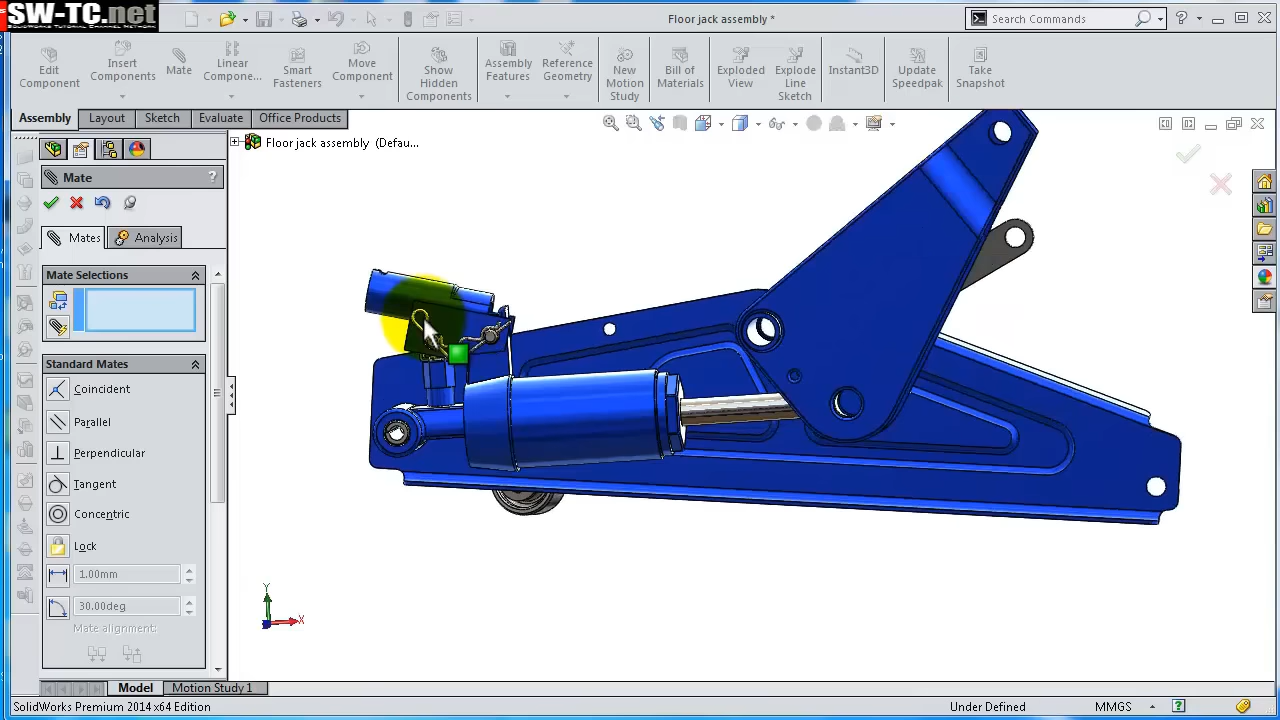 SW-TC.net
SOLIDWORKS TUTORIAL CHANNEL NETWORK
Floor jack assembly *
Search Commands
?
Edit Component
Insert Components
Mate
Linear Compone...
Smart Fasteners
Move Component
Show Hidden Components
Assembly Features
Reference Geometry
New Motion Study
Bill of Materials
Exploded View
Explode Line Sketch
Instant3D
Update Speedpak
Take Snapshot
Assembly
Layout
Sketch
Evaluate
Office Products
Floor jack assembly (Defau...
Mate
?
Mates
Analysis
Mate Selections
Standard Mates
Coincident
Parallel
Perpendicular
Tangent
Concentric
Lock
1.00mm
30.00deg
Mate alignment:
Y
X
Model
Motion Study 1
SolidWorks Premium 2014 x64 Edition
Under Defined
MMGS
?